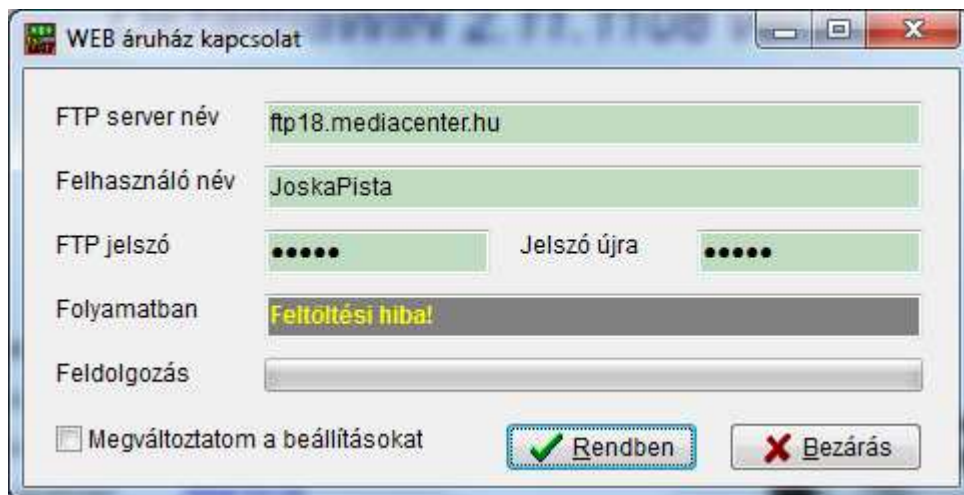 WEB áruház kapcsolat
FTP server név ftp18.mediacenter.hu
Felhasználó név JoskaPista
FTP jelszó ●●●●● Jelszó újra ●●●●●
Folyamatban Feltöltési hiba!
Feldolgozás
Megváltoztatom a beállításokat Rendben Bezárás